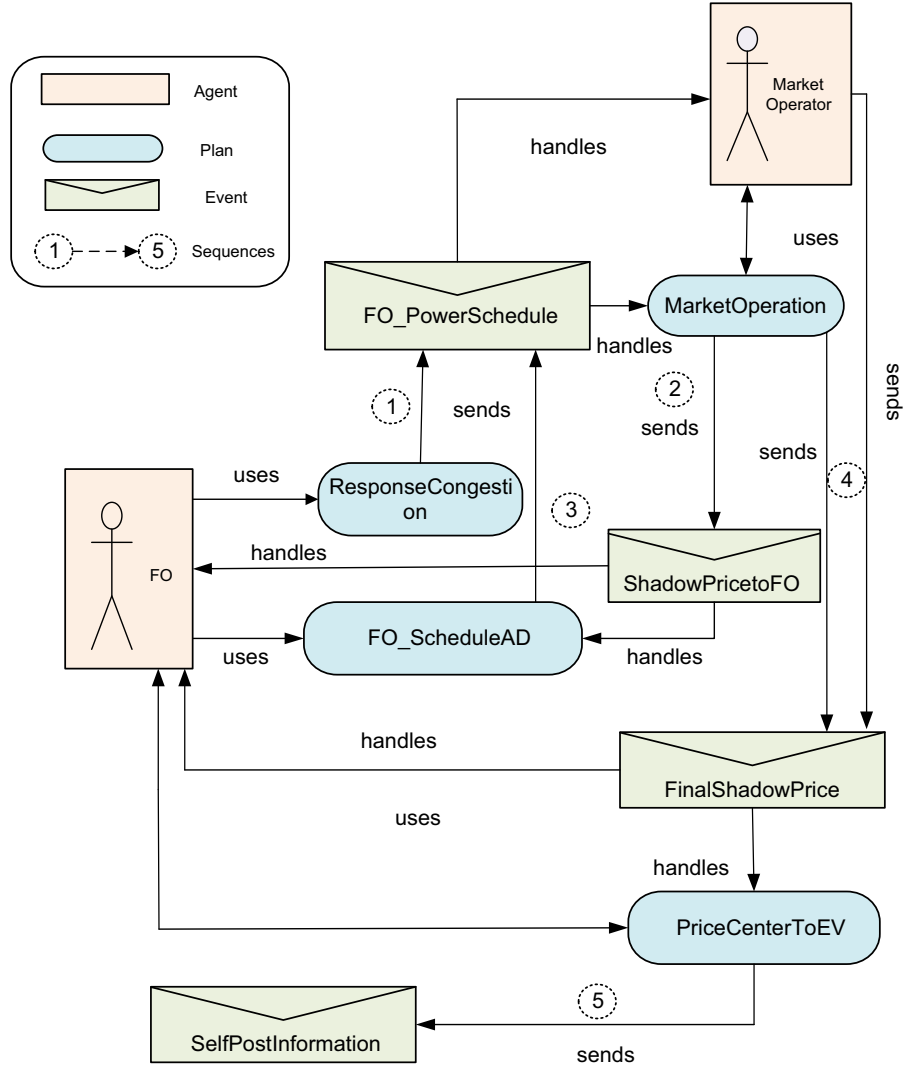 Agent
Plan
Event
1
5
Sequences
Market
Operator
handles
uses
FO_PowerSchedule
MarketOperation
handles
1
sends
2
sends
sends
sends
4
uses
ResponseCongesti
on
3
handles
FO
ShadowPricetoFO
uses
FO_ScheduleAD
handles
handles
FinalShadowPrice
uses
handles
PriceCenterToEV
5
SelfPostInformation
sends